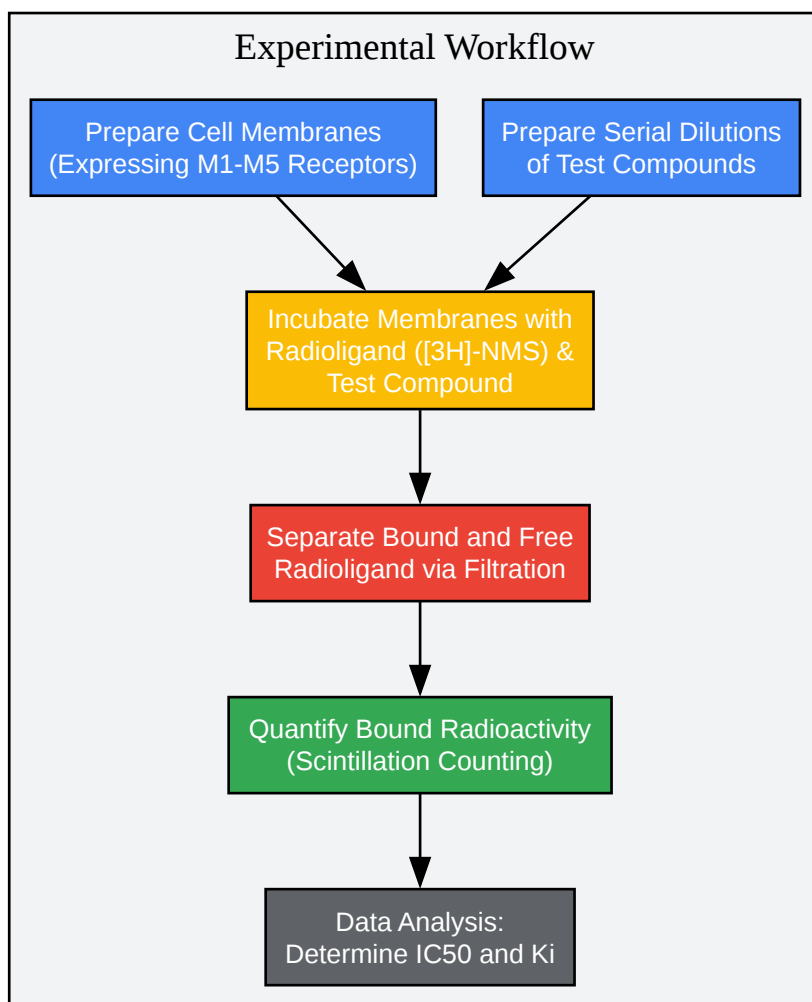 Experimental Workflow
Prepare Cell Membranes
(Expressing M1-M5 Receptors)
Prepare Serial Dilutions
of Test Compounds
Incubate Membranes with
Radioligand ([3H]-NMS) &
Test Compound
Separate Bound and Free
Radioligand via Filtration
Quantify Bound Radioactivity
(Scintillation Counting)
Data Analysis:
Determine IC50 and Ki